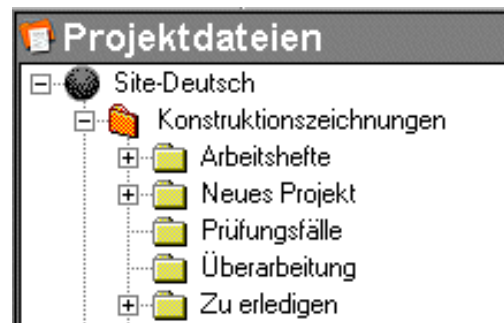 Projektdateien
Site-Deutsch
Konstruktionszeichnungen
Arbeitshefte
Neues Projekt
Prüfungsfälle
Überarbeitung
Zu erledigen